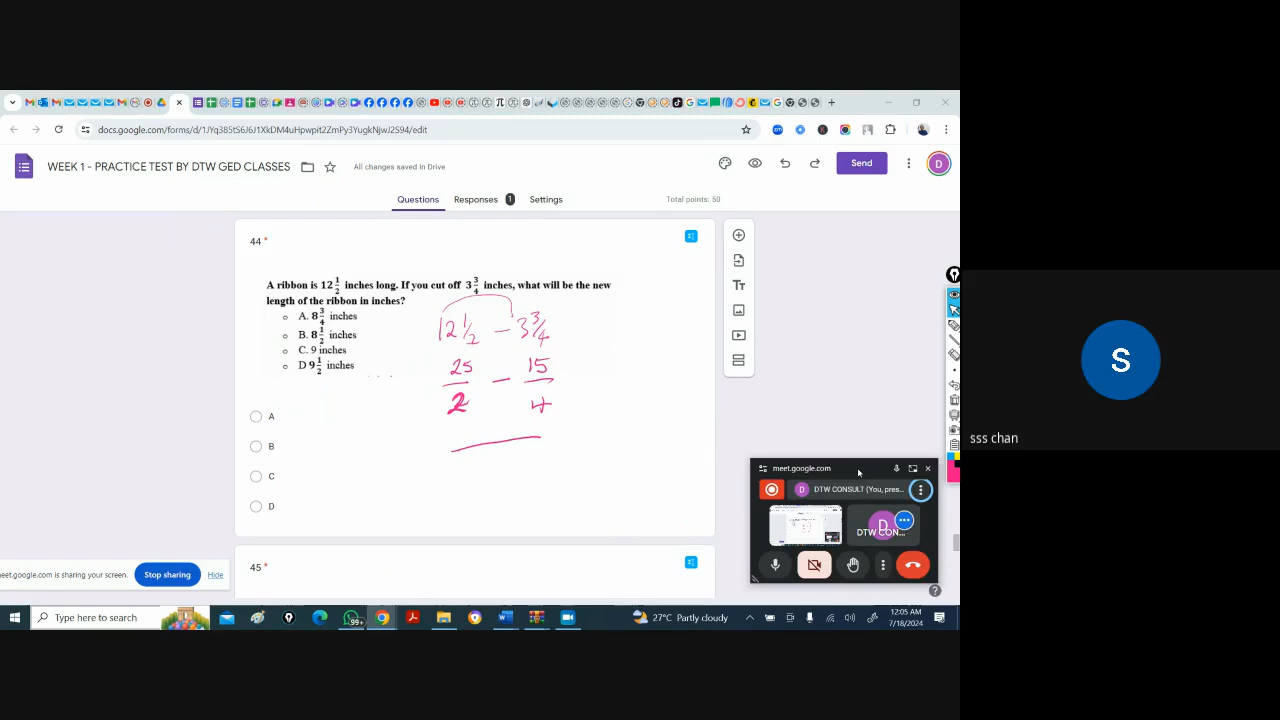 docs.google.com/forms/d/1JYq385tS6J6J1XkDM4uHpwpit2ZmPy3YugkNjwJ2S94/edit
WEEK 1 - PRACTICE TEST BY DTW GED CLASSES
All changes saved in Drive
Send
D
Questions
Responses 1
Settings
Total points: 50
44 *
A ribbon is 12 1/2 inches long. If you cut off 3 3/4 inches, what will be the new
length of the ribbon in inches?
A. 8 3/4 inches
B. 8 1/2 inches
C. 9 inches
D 9 1/2 inches
12 1/2 - 3 3/4
25/2 - 15/4
A
B
C
D
45 *
meet.google.com
D DTW CONSULT (You, pres...
D
DTW CON...
meet.google.com is sharing your screen.
Stop sharing
Hide
Type here to search
99+
27°C Partly cloudy
12:05 AM
7/18/2024
S
sss chan